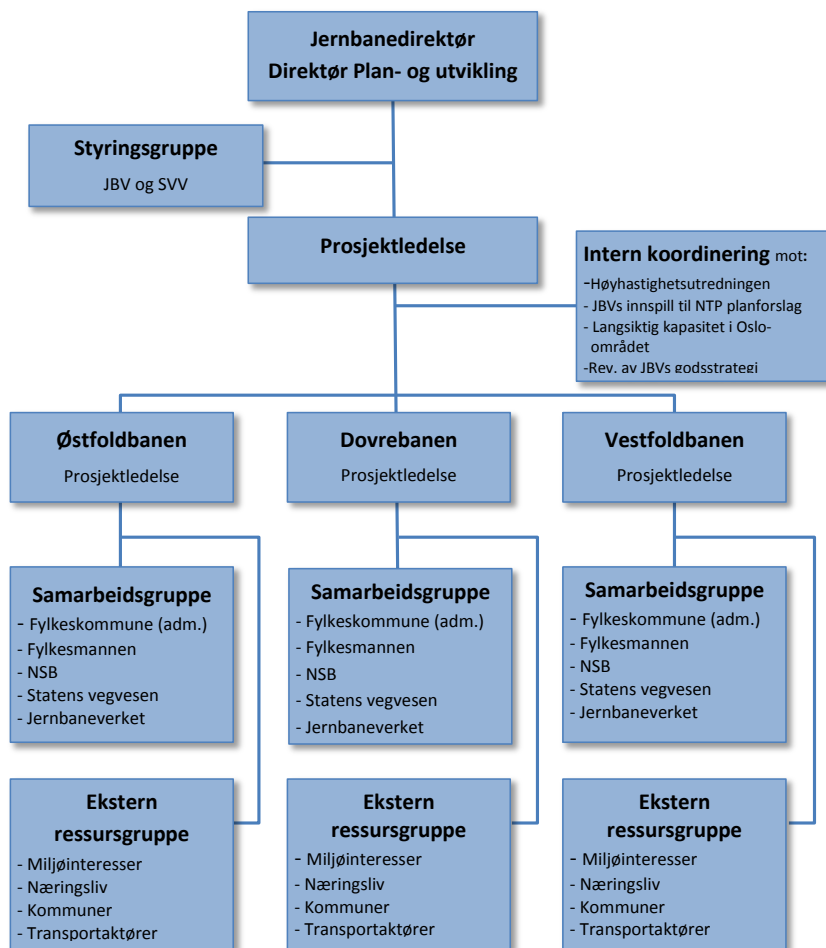 Jernbanedirektør
Direktør Plan- og utvikling
Styringsgruppe
JBV og SVV
Prosjektledelse
Intern koordinering mot:
-Høyhastighetsutredningen
- JBVs innspill til NTP planforslag
- Langsiktig kapasitet i Oslo-
området
-Rev. av JBVs godsstrategi
Østfoldbanen
Prosjektledelse
Dovrebanen
Prosjektledelse
Vestfoldbanen
Prosjektledelse
Samarbeidsgruppe
- Fylkeskommune (adm.)
- Fylkesmannen
- NSB
- Statens vegvesen
- Jernbaneverket
Samarbeidsgruppe
- Fylkeskommune (adm.)
- Fylkesmannen
- NSB
- Statens vegvesen
- Jernbaneverket
Samarbeidsgruppe
- Fylkeskommune (adm.)
- Fylkesmannen
- NSB
- Statens vegvesen
- Jernbaneverket
Ekstern
ressursgruppe
- Miljøinteresser
- Næringsliv
- Kommuner
- Transportaktører
Ekstern
ressursgruppe
- Miljøinteresser
- Næringsliv
- Kommuner
- Transportaktører
Ekstern
ressursgruppe
- Miljøinteresser
- Næringsliv
- Kommuner
- Transportaktører